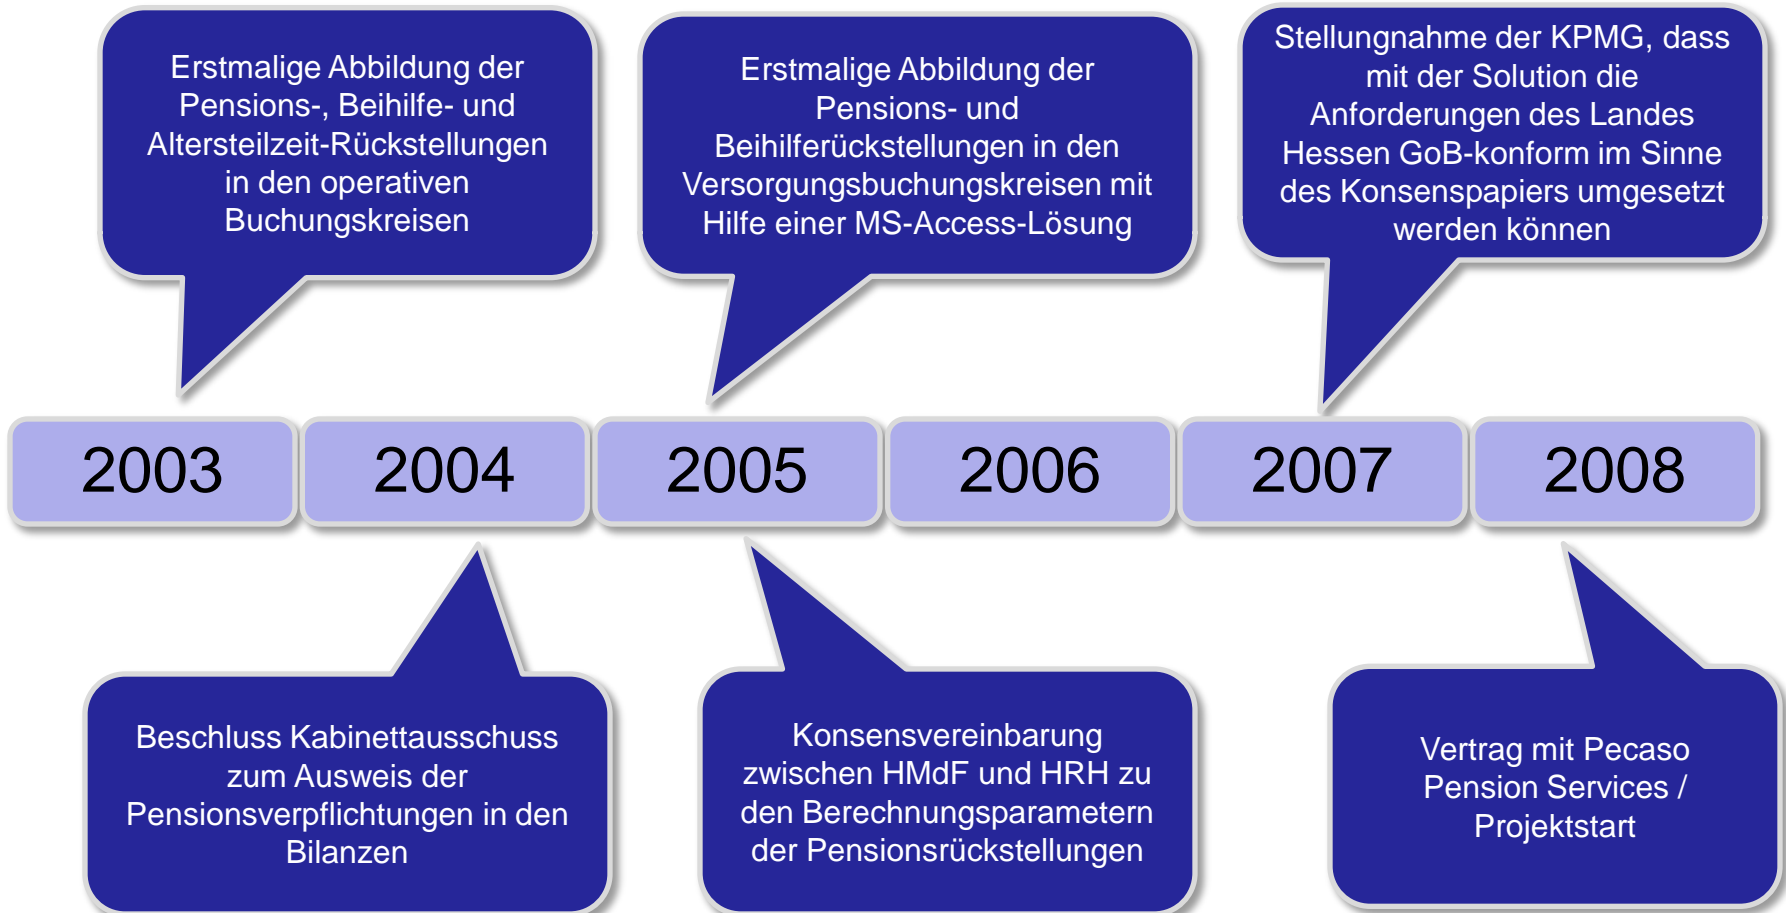 Erstmalige Abbildung der
Pensions-, Beihilfe- und
Altersteilzeit-Rückstellungen
in den operativen
Buchungskreisen
Erstmalige Abbildung der
Pensions- und
Beihilferückstellungen in den
Versorgungsbuchungskreisen mit
Hilfe einer MS-Access-Lösung
Stellungnahme der KPMG, dass
mit der Solution die
Anforderungen des Landes
Hessen GoB-konform im Sinne
des Konsenspapiers umgesetzt
werden können
2003
2004
2005
2006
2007
2008
Beschluss Kabinettausschuss
zum Ausweis der
Pensionsverpflichtungen in den
Bilanzen
Konsensvereinbarung
zwischen HMdF und HRH zu
den Berechnungsparametern
der Pensionsrückstellungen
Vertrag mit Pecaso
Pension Services /
Projektstart